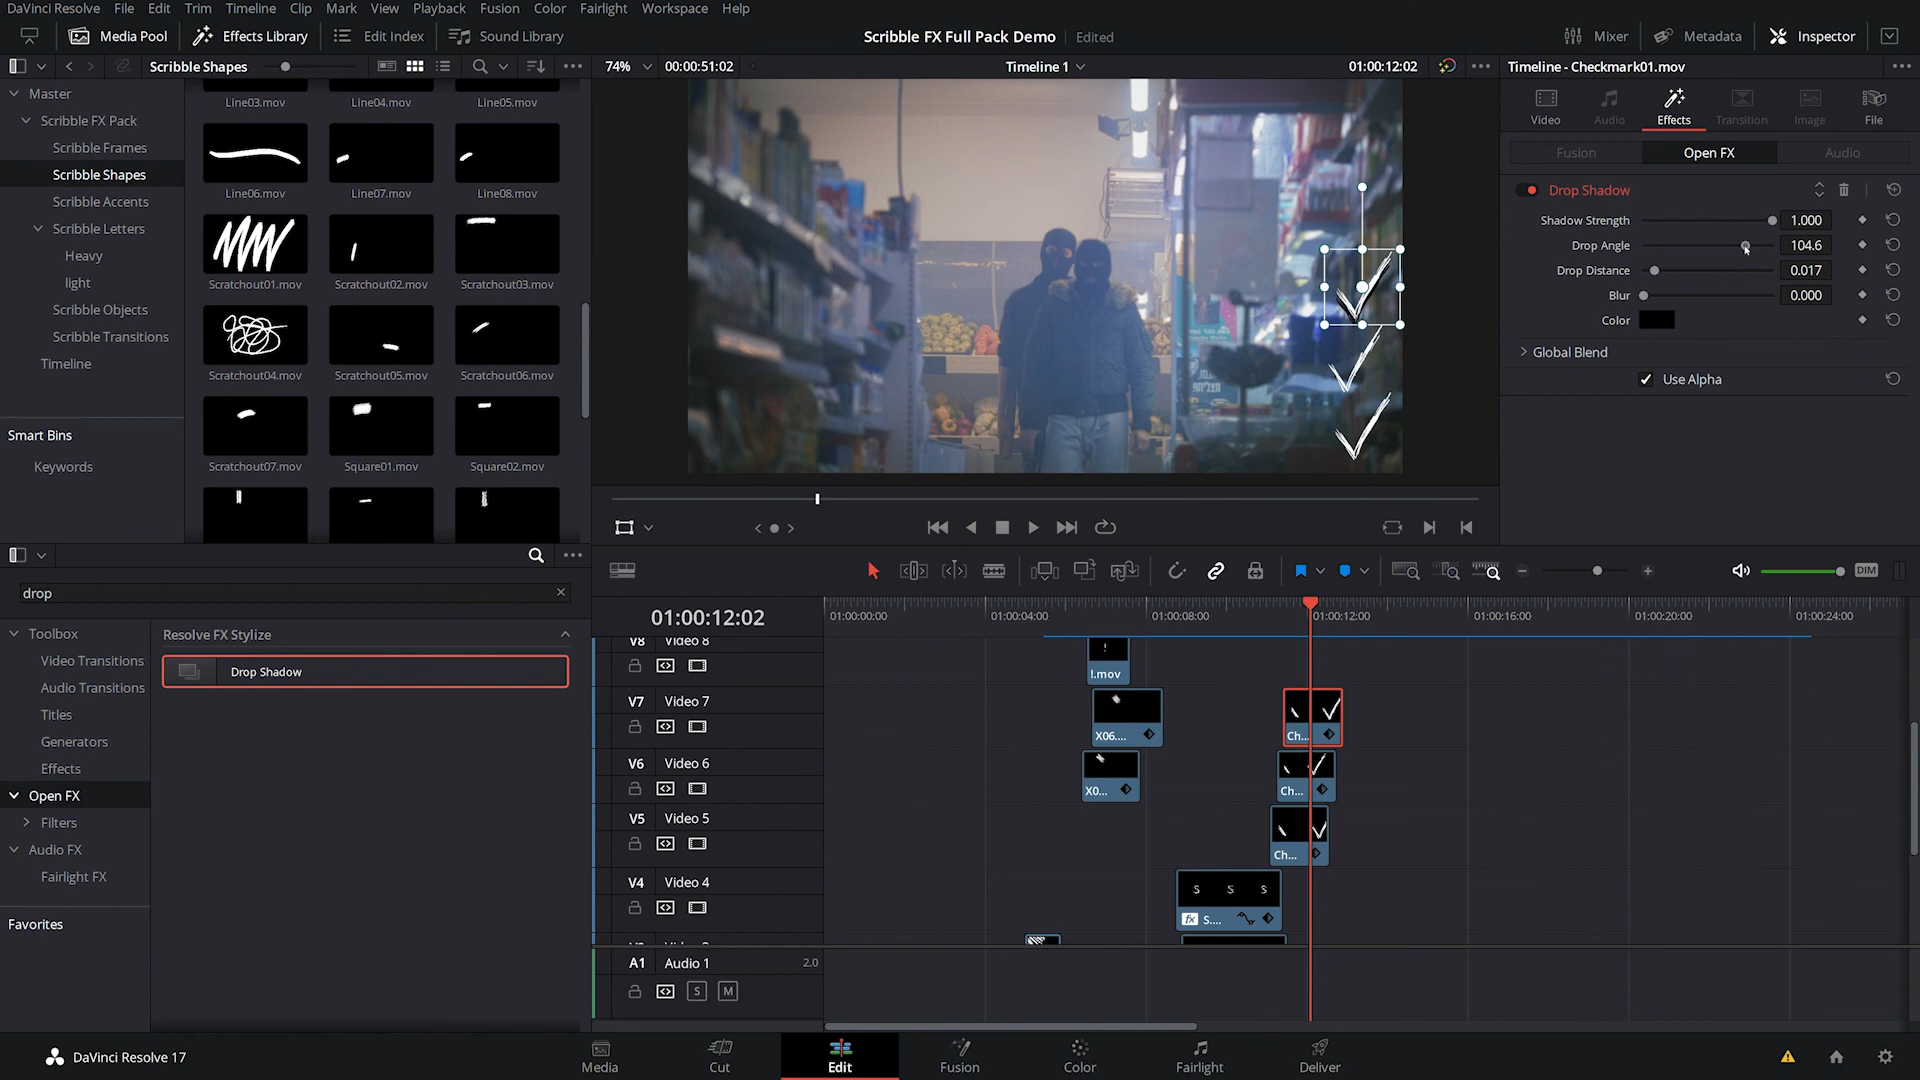 DaVinci Resolve File Edit Trim Timeline Clip Mark View Playback Fusion Color Fairlight Workspace Help
Media Pool Effects Library Edit Index Sound Library
Scribble FX Full Pack Demo Edited
Mixer Metadata Inspector
Scribble Shapes
74% 00:00:51:02 Timeline 1 01:00:12:02
Timeline - Checkmark01.mov
Master
Scribble FX Pack
Scribble Frames
Scribble Shapes
Scribble Accents
Scribble Letters
Heavy
light
Scribble Objects
Scribble Transitions
Timeline
Smart Bins
Keywords
Line03.mov Line04.mov Line05.mov
Line06.mov Line07.mov Line08.mov
Scratchout01.mov Scratchout02.mov Scratchout03.mov
Scratchout04.mov Scratchout05.mov Scratchout06.mov
Scratchout07.mov Square01.mov Square02.mov
Video Audio Effects Transition Image File
Fusion Open FX Audio
Drop Shadow
Shadow Strength 1.000
Drop Angle 104.6
Drop Distance 0.017
Blur 0.000
Color
Global Blend
Use Alpha
drop
Toolbox
Video Transitions
Audio Transitions
Titles
Generators
Effects
Open FX
Filters
Audio FX
Fairlight FX
Favorites
Resolve FX Stylize
Drop Shadow
DIM
01:00:12:02
01:00:00:00 01:00:04:00 01:00:08:00 01:00:12:00 01:00:16:00 01:00:20:00 01:00:24:00
V8 Video 8
!
!.mov
V7 Video 7
X06.... Ch...
V6 Video 6
X0... Ch...
V5 Video 5
Ch...
V4 Video 4
S S S
fx S....
A1 Audio 1 2.0
S M
DaVinci Resolve 17
Media Cut Edit Fusion Color Fairlight Deliver